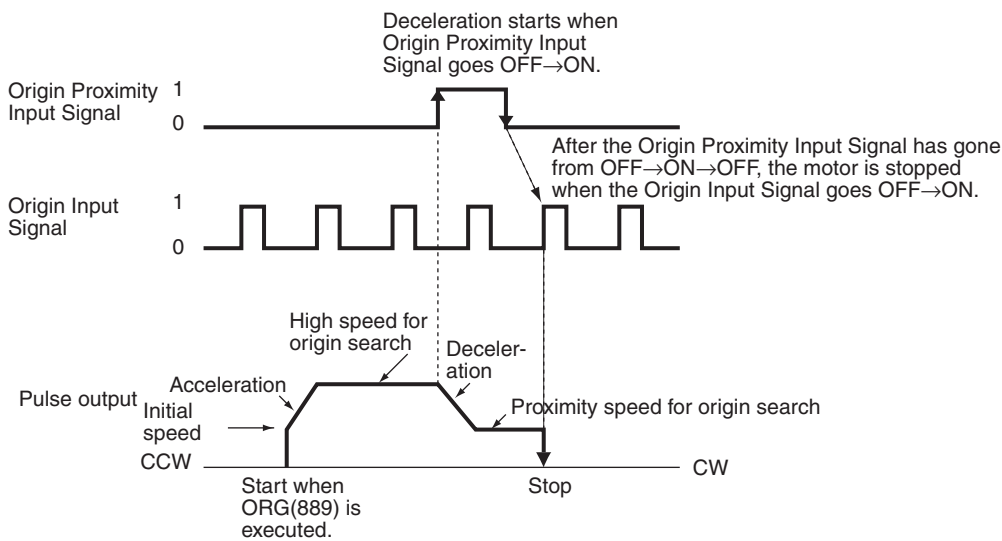 Deceleration starts when
Origin Proximity Input
Signal goes OFF→ON.
Origin Proximity
Input Signal
1
0
After the Origin Proximity Input Signal has gone
from OFF→ON→OFF, the motor is stopped
when the Origin Input Signal goes OFF→ON.
Origin Input
Signal
1
0
High speed for
origin search
Deceler-
ation
Acceleration
Pulse output
Initial
speed
Proximity speed for origin search
CCW
CW
Start when
ORG(889) is
executed.
Stop